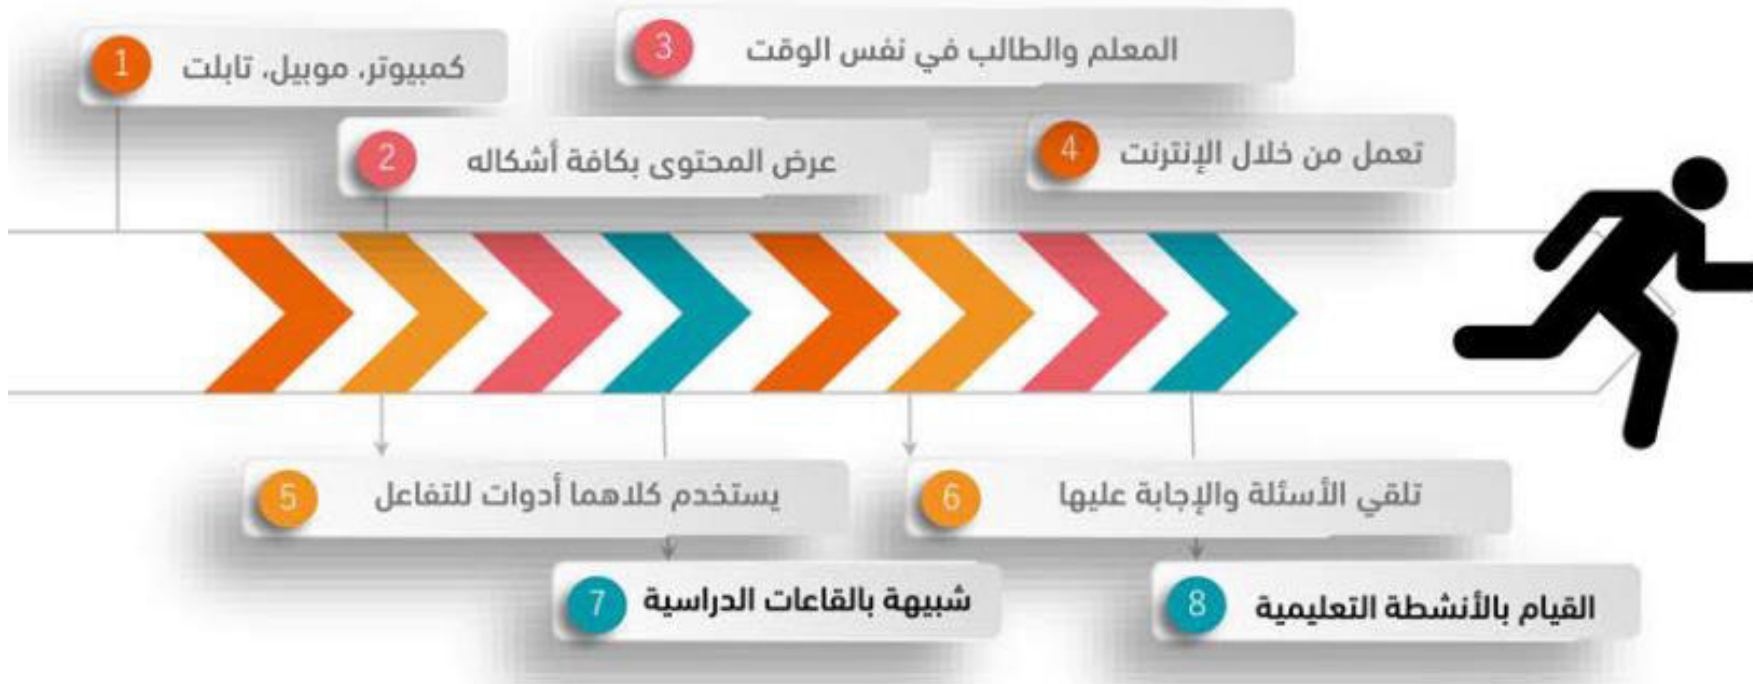 1 كمبيوتر، موبيل، تابلت
2 عرض المحتوى بكافة أشكاله
3 المعلم والطالب في نفس الوقت
4 تعمل من خلال الإنترنت
5 يستخدم كلاهما أدوات للتفاعل
6 تلقي الأسئلة والإجابة عليها
7 شبيهة بالقاعات الدراسية
8 القيام بالأنشطة التعليمية